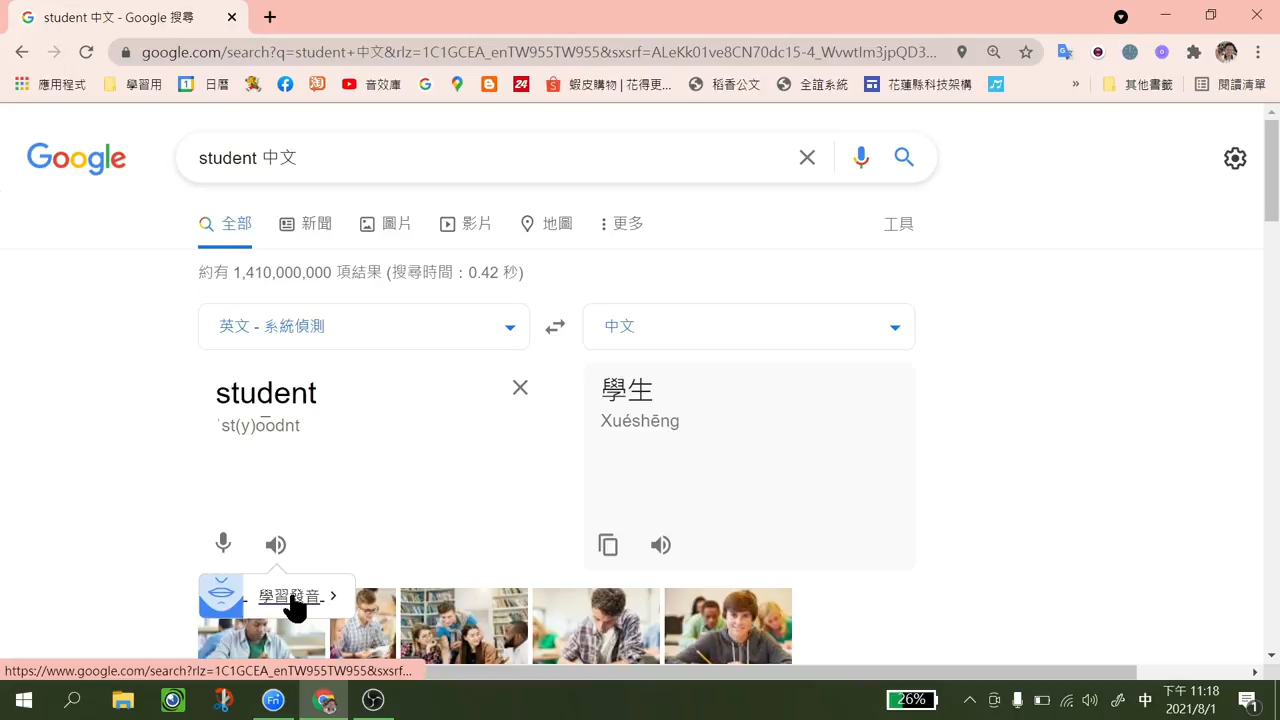 student 中文 - Google 搜尋
google.com/search?q=student+中文&rlz=1C1GCEA_enTW955TW955&sxsrf=ALeKk01ve8CN70dc15-4_Wvwtlm3jpQD3...
應用程式 學習用 日曆 音效庫 24 蝦皮購物 | 花得更... 稻香公文 全誼系統 花蓮縣科技架構 » 其他書籤 閱讀清單
Google
student 中文
全部 新聞 圖片 影片 地圖 更多 工具
約有 1,410,000,000 項結果 (搜尋時間：0.42 秒)
英文 - 系統偵測
中文
student
ˈst(y)o͞odnt
學生
Xuéshēng
學習發音
https://www.google.com/search?rlz=1C1GCEA_enTW955TW955&sxsrf...
Fn
26%
中
下午 11:18
2021/8/1
1